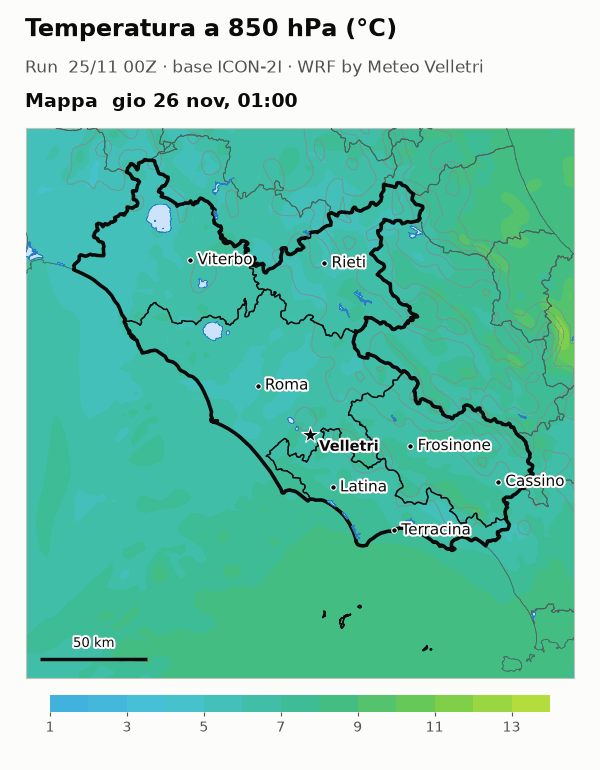 Temperatura a 850 hPa (°C)
Run  25/11 00Z · base ICON-2I · WRF by Meteo Velletri
Mappa  gio 26 nov, 01:00
Viterbo
Rieti
Roma
Velletri
Frosinone
Latina
Cassino
Terracina
50 km
1 3 5 7 9 11 13